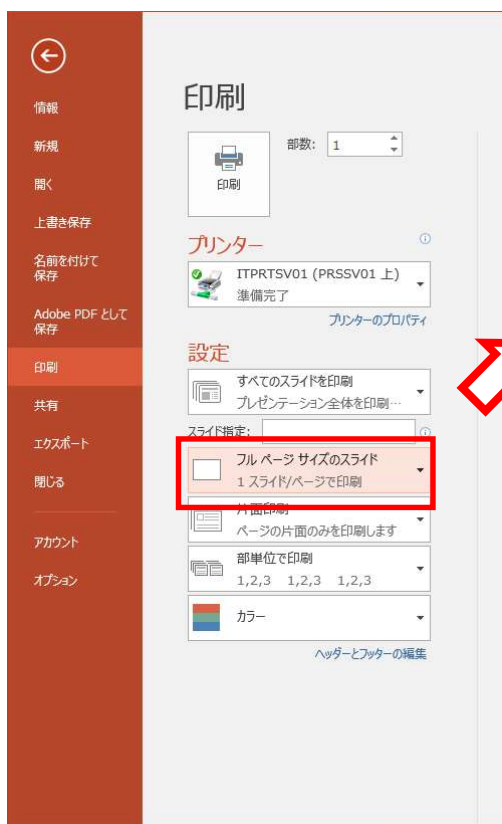 情報
新規
開く
上書き保存
名前を付けて
保存
Adobe PDF として
保存
印刷
共有
エクスポート
閉じる
アカウント
オプション
印刷
部数: 1
印刷
プリンター
ITPRTSV01 (PRSSV01 上)
準備完了
プリンターのプロパティ
設定
すべてのスライドを印刷
プレゼンテーション全体を印刷…
スライド指定:
フル ページ サイズのスライド
1 スライド/ページで印刷
片面印刷
ページの片面のみを印刷します
部単位で印刷
1,2,3 1,2,3 1,2,3
カラー
ヘッダーとフッターの編集